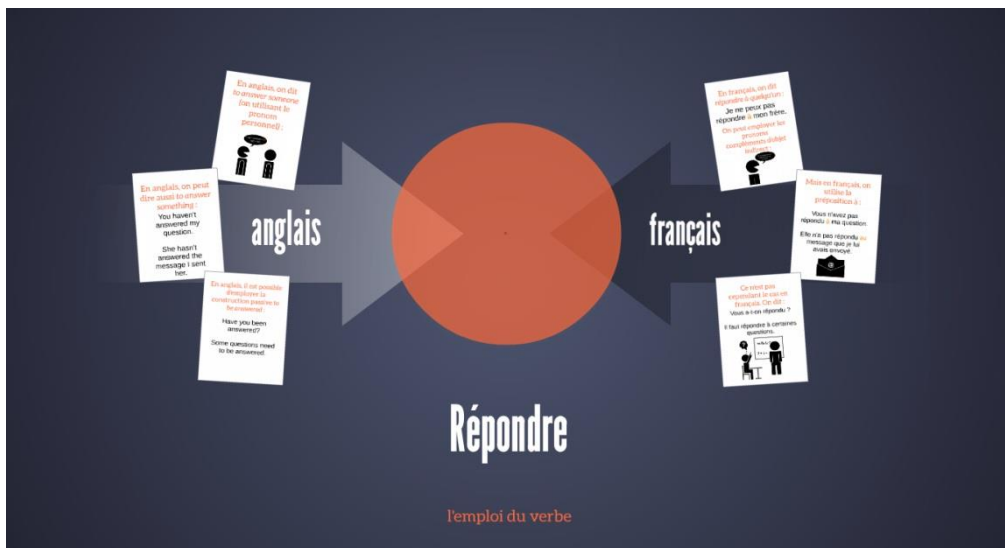 En anglais, on dit
to answer someone
(en utilisant le
pronom
personnel) :
En anglais, on peut
dire aussi to answer
something :
You haven't
answered my
question.
She hasn't
answered the
message I sent
her.
En anglais, il est possible
d'employer la
construction passive to
be answered :
Have you been
answered?
Some questions need
to be answered.
anglais
français
En français, on dit
répondre à quelqu'un :
Je ne peux pas
répondre à mon frère.
On peut employer les
pronoms
compléments d'objet
indirect :
Mais en français, on
utilise la
préposition à :
Vous n'avez pas
répondu à ma question.
Elle n'a pas répondu au
message que je lui
avais envoyé.
Ce n'est pas
cependant le cas en
français. On dit :
Vous a-t-on répondu ?
Il faut répondre à certaines
questions.
Répondre
l'emploi du verbe